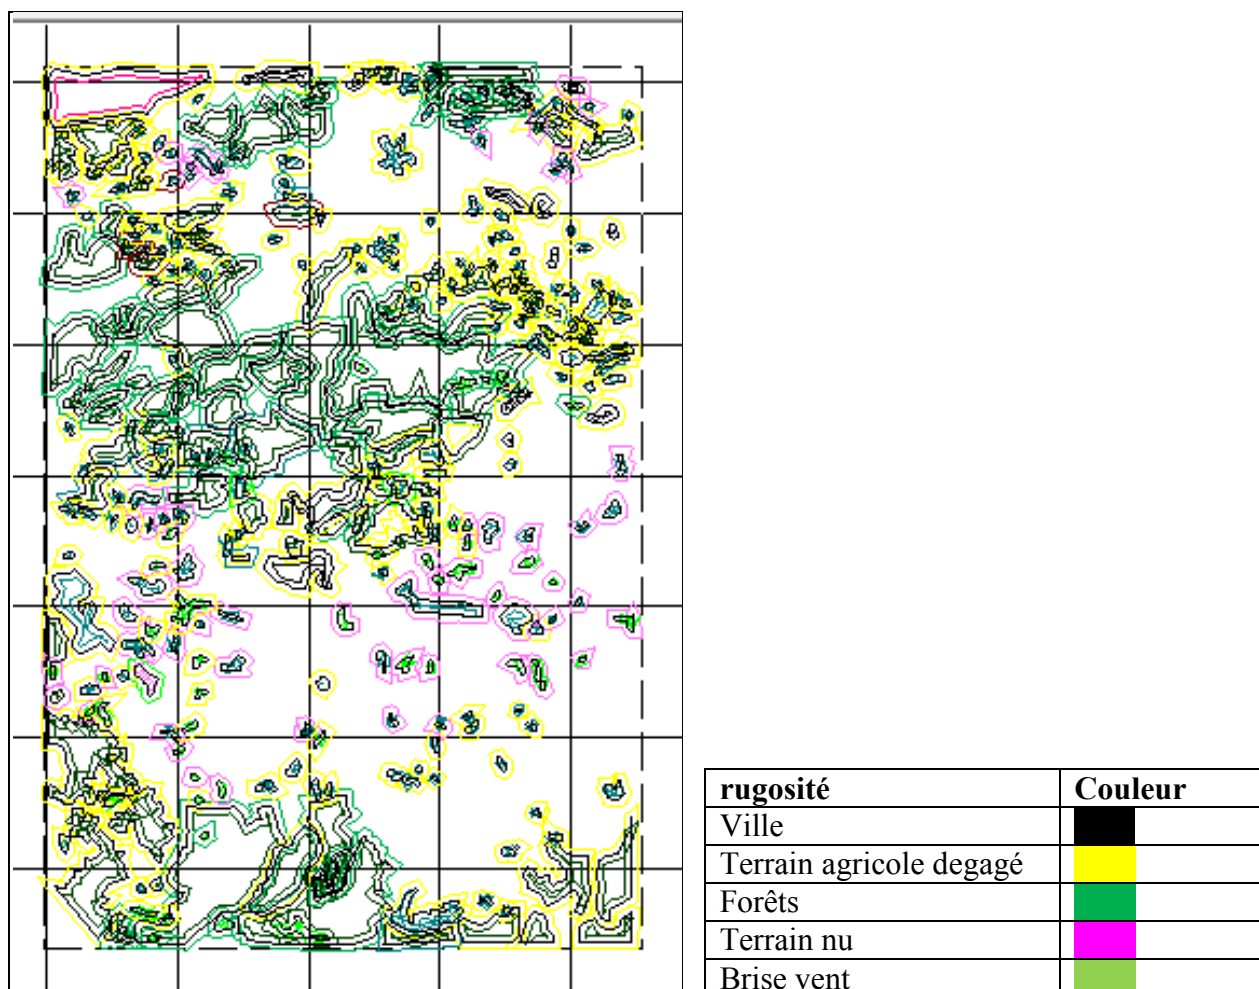 rugosité Couleur
Ville
Terrain agricole degagé
Forêts
Terrain nu
Brise vent